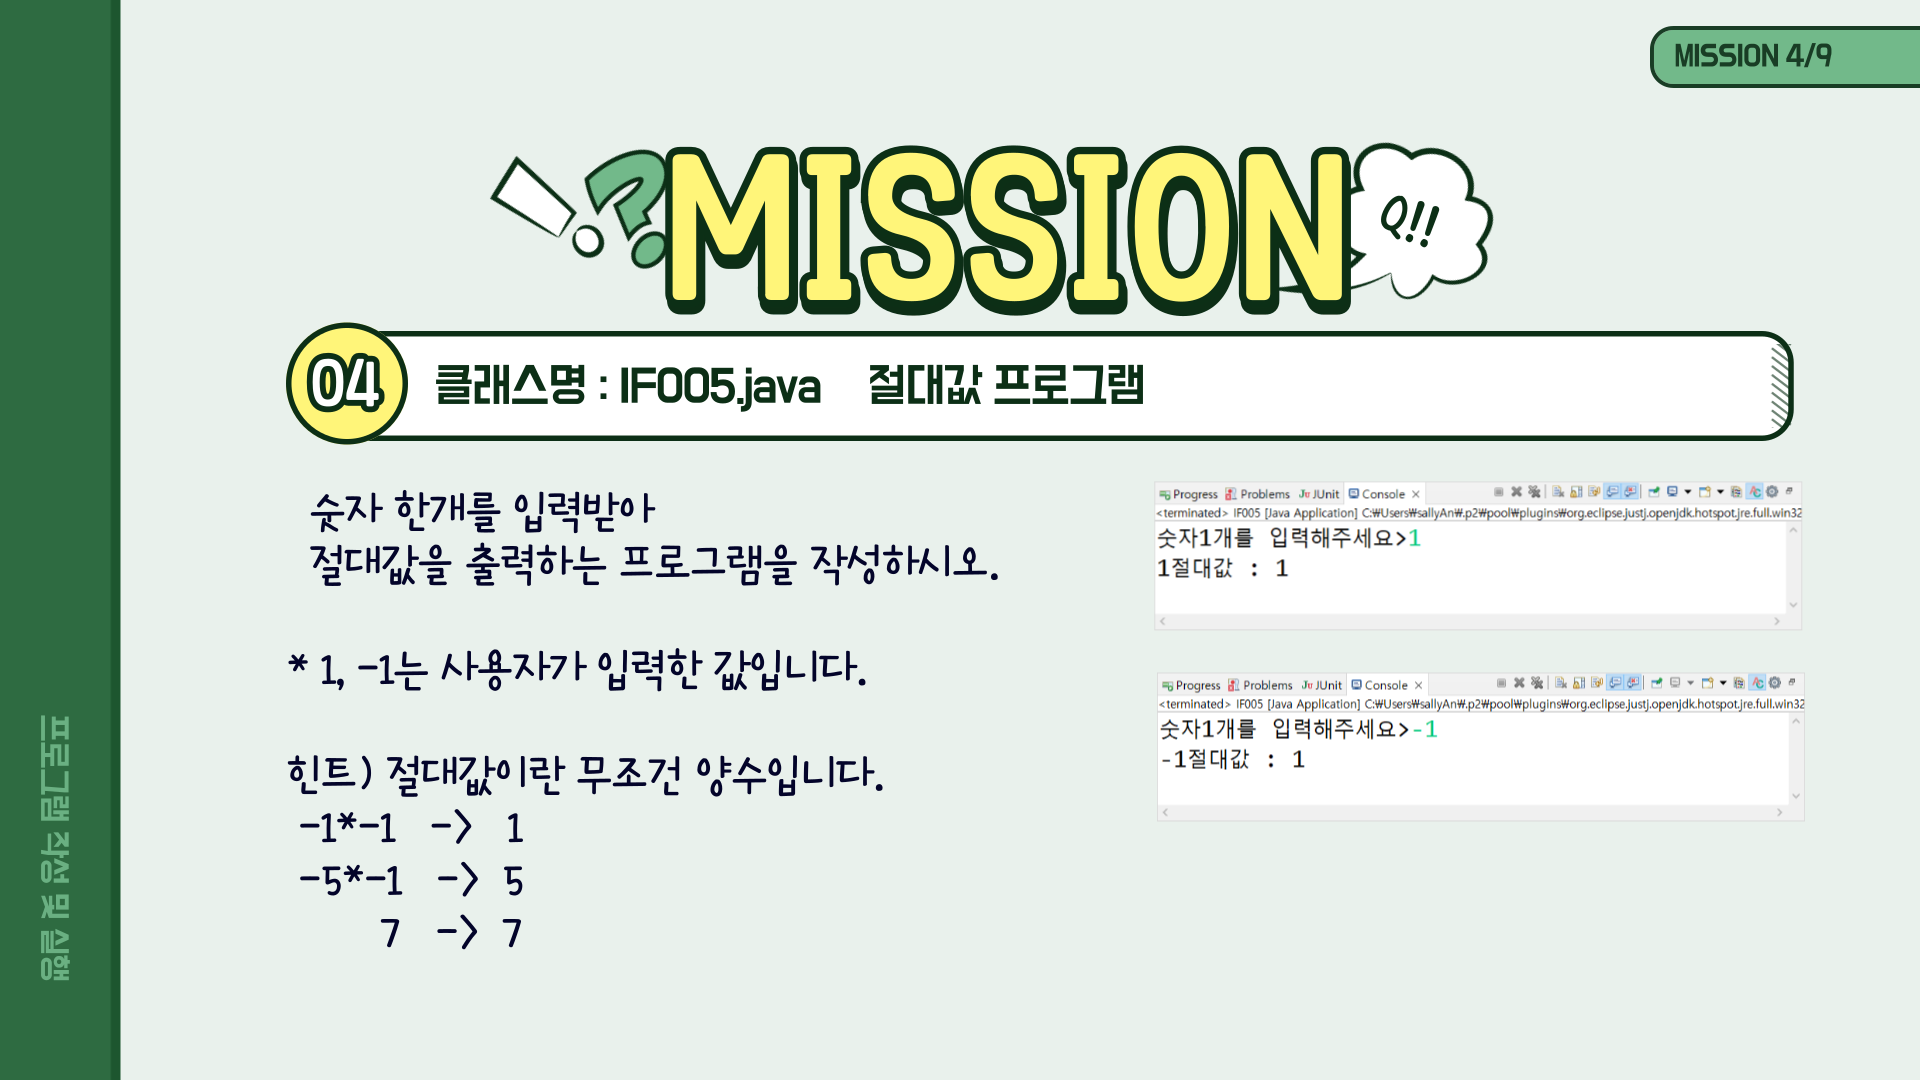 MISSION 4/9
MISSION
Q!!
04
클래스명 : IF005.java 절대값 프로그램
숫자 한개를 입력받아
절대값을 출력하는 프로그램을 작성하시오.
* 1, -1는 사용자가 입력한 값입니다.
힌트) 절대값이란 무조건 양수입니다.
-1*-1 -> 1
-5*-1 -> 5
7 -> 7
Progress Problems JUnit Console
<terminated> IF005 [Java Application] C:₩Users₩sallyAn₩.p2₩pool₩plugins₩org.eclipse.justj.openjdk.hotspot.jre.full.win32
숫자1개를 입력해주세요>1
1절대값 : 1
Progress Problems JUnit Console
<terminated> IF005 [Java Application] C:₩Users₩sallyAn₩.p2₩pool₩plugins₩org.eclipse.justj.openjdk.hotspot.jre.full.win32
숫자1개를 입력해주세요>-1
-1절대값 : 1
프로그램 작성 및 실행